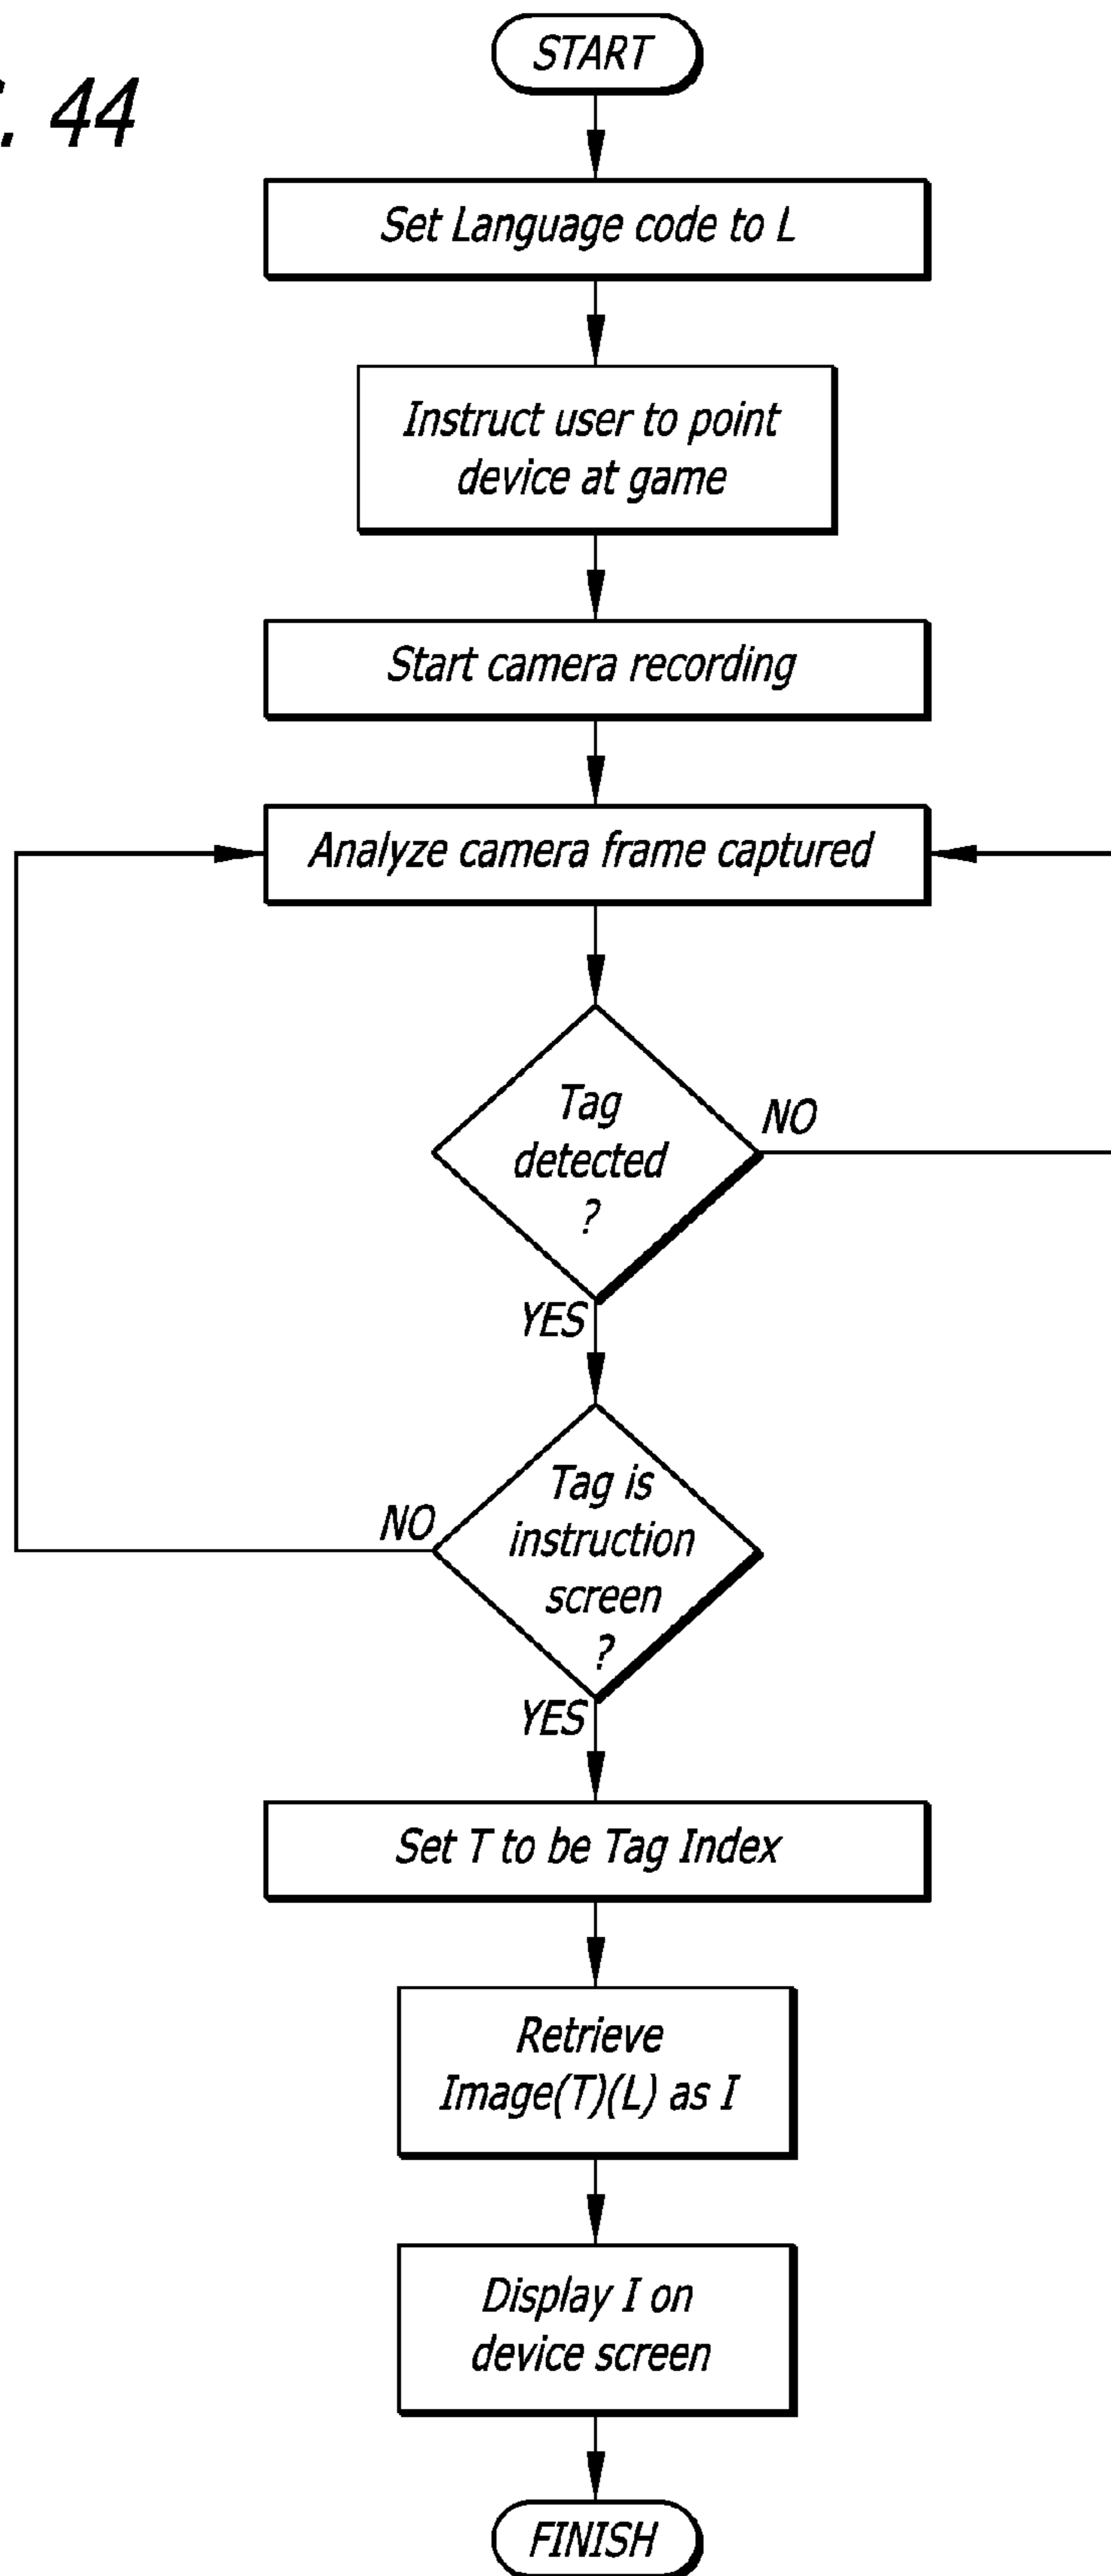 . 44
START
Set Language code to L
Instruct user to point
device at game
Start camera recording
Analyze camera frame captured
Tag
detected
?
NO
YES
Tag is
instruction
screen
?
NO
YES
Set T to be Tag Index
Retrieve
Image(T)(L) as I
Display I on
device screen
FINISH